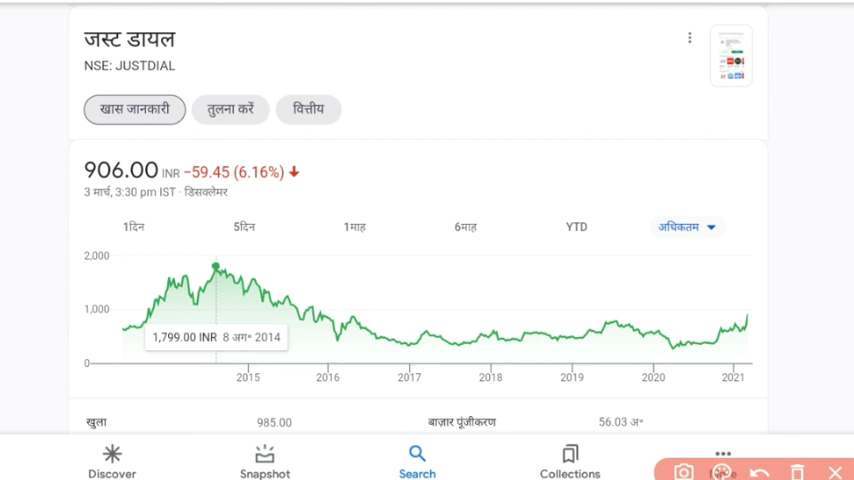 जस्ट डायल
NSE: JUSTDIAL
खास जानकारी
तुलना करें
वित्तीय
906.00 INR −59.45 (6.16%)
3 मार्च, 3:30 pm IST · डिसक्लेमर
1दिन 5दिन 1माह 6माह YTD अधिकतम
2,000
1,000
0
1,799.00 INR 8 अग॰ 2014
2015 2016 2017 2018 2019 2020 2021
खुला 985.00 बाज़ार पूंजीकरण 56.03 अ॰
Discover Snapshot Search Collections